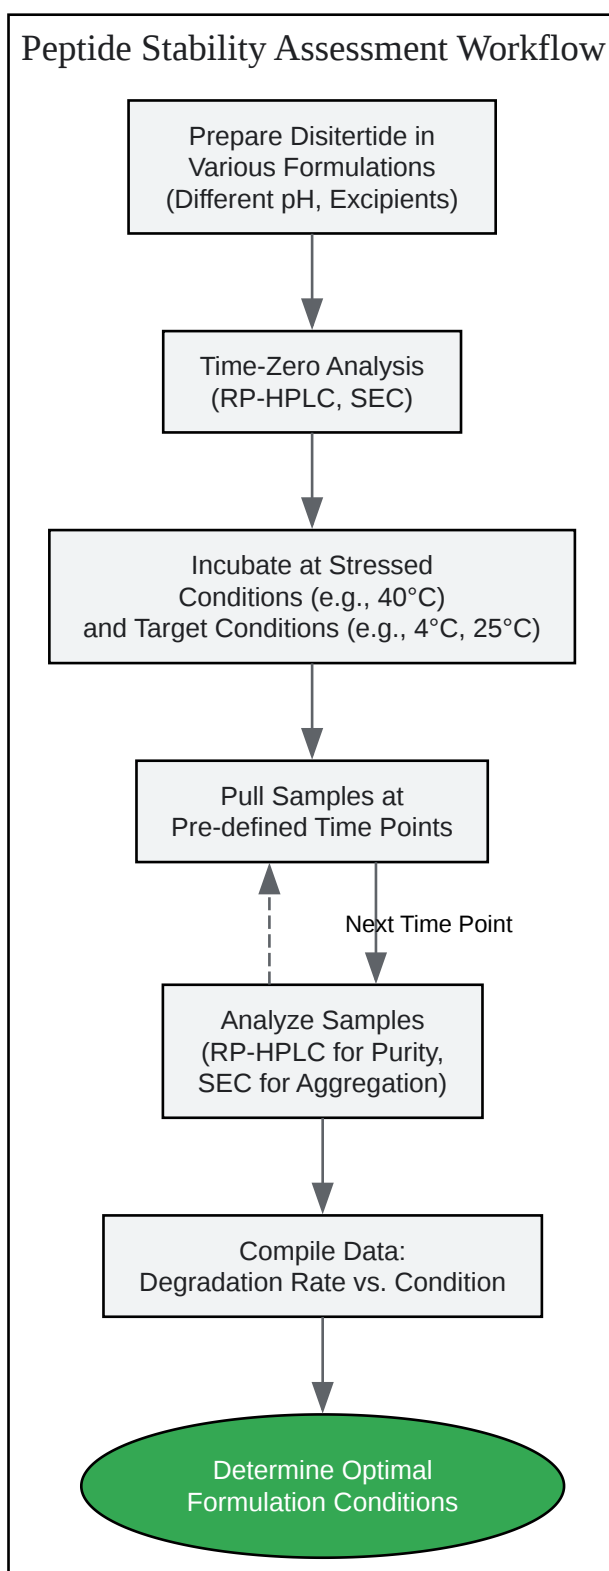 Peptide Stability Assessment Workflow
Prepare Disitertide in
Various Formulations
(Different pH, Excipients)
Time-Zero Analysis
(RP-HPLC, SEC)
Incubate at Stressed
Conditions (e.g., 40°C)
and Target Conditions (e.g., 4°C, 25°C)
Pull Samples at
Pre-defined Time Points
Next Time Point
Analyze Samples
(RP-HPLC for Purity,
SEC for Aggregation)
Compile Data:
Degradation Rate vs. Condition
Determine Optimal
Formulation Conditions